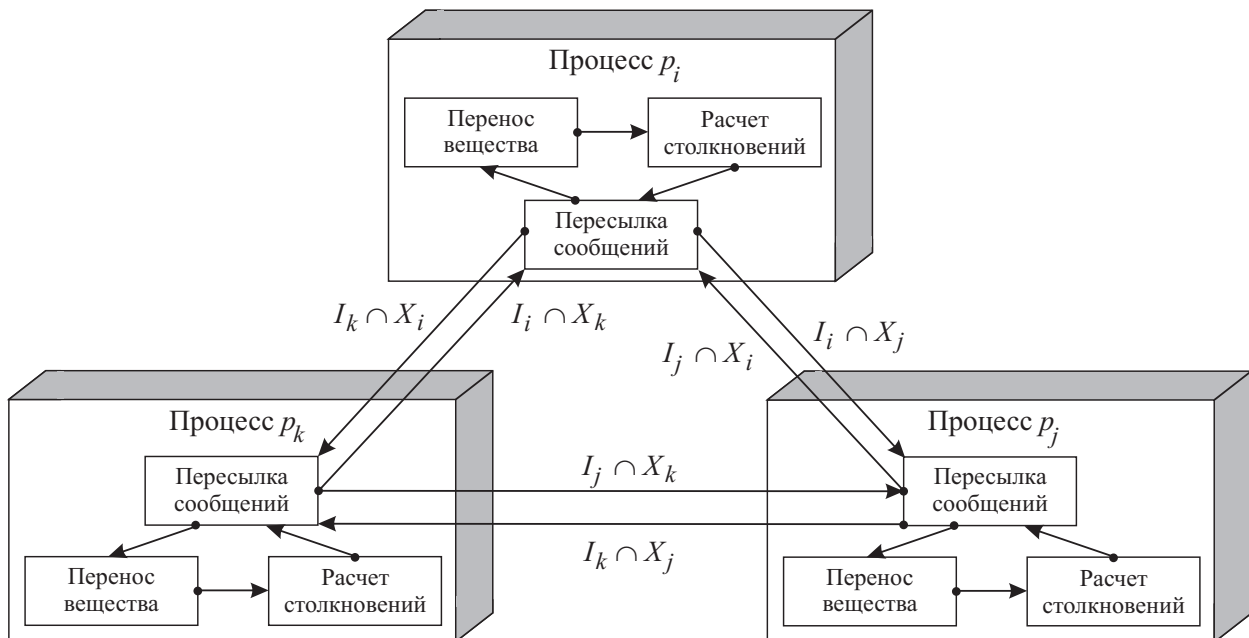 Процесс p_i
Перенос
вещества
Расчет
столкновений
Пересылка
сообщений
I_k ∩ X_i
I_i ∩ X_k
I_j ∩ X_i
I_i ∩ X_j
Процесс p_k
Пересылка
сообщений
Перенос
вещества
Расчет
столкновений
I_j ∩ X_k
I_k ∩ X_j
Процесс p_j
Пересылка
сообщений
Перенос
вещества
Расчет
столкновений